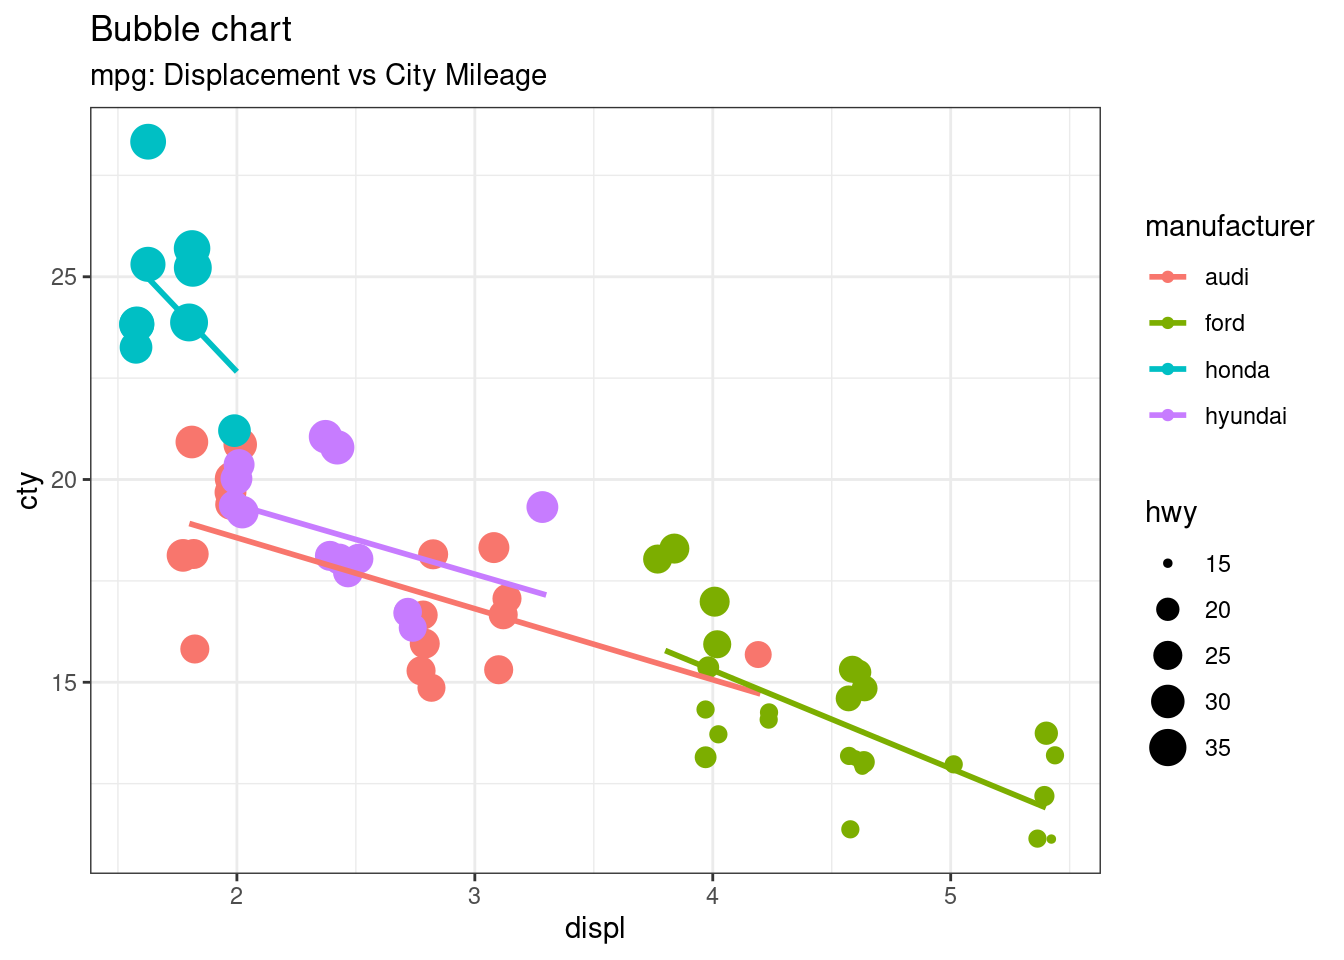 Bubble chart
mpg: Displacement vs City Mileage
cty
25
20
15
2
3
4
5
displ
manufacturer
audi
ford
honda
hyundai
hwy
15
20
25
30
35